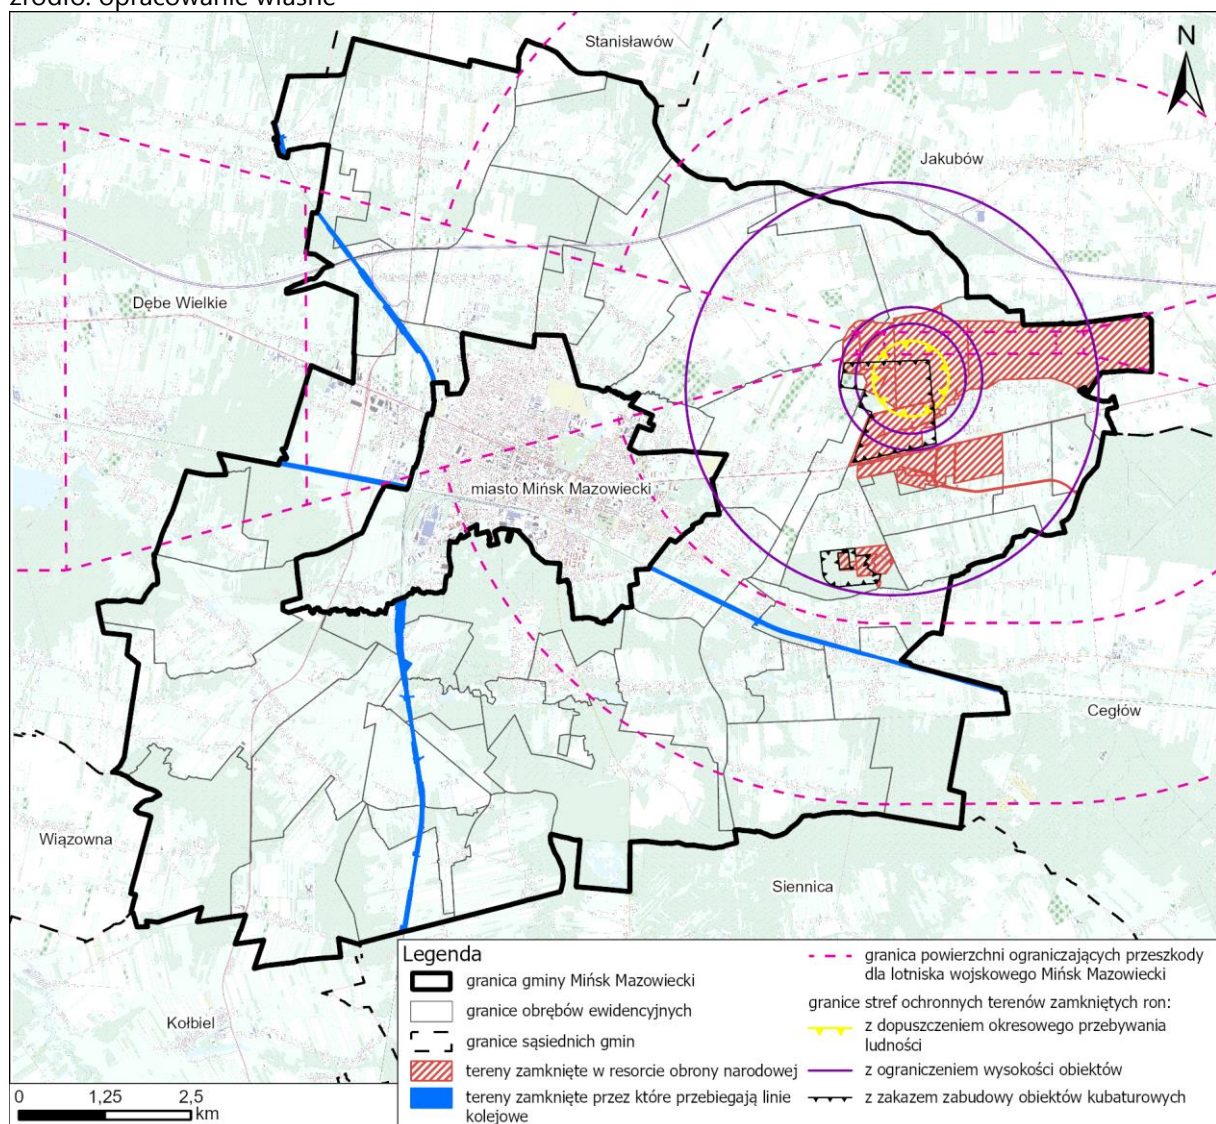 źródło: opracowanie własne
Stanisławów
N
Jakubów
Dębe Wielkie
miasto Mińsk Mazowiecki
Cegłów
Wiązowna
Siennica
Kołbiel
Legenda
granica gminy Mińsk Mazowiecki
granice obrębów ewidencyjnych
granice sąsiednich gmin
tereny zamknięte w resorcie obrony narodowej
tereny zamknięte przez które przebiegają linie
kolejowe
granica powierzchni ograniczających przeszkody
dla lotniska wojskowego Mińsk Mazowiecki
granice stref ochronnych terenów zamkniętych ron:
z dopuszczeniem okresowego przebywania
ludności
z ograniczeniem wysokości obiektów
z zakazem zabudowy obiektów kubaturowych
0 1,25 2,5
km